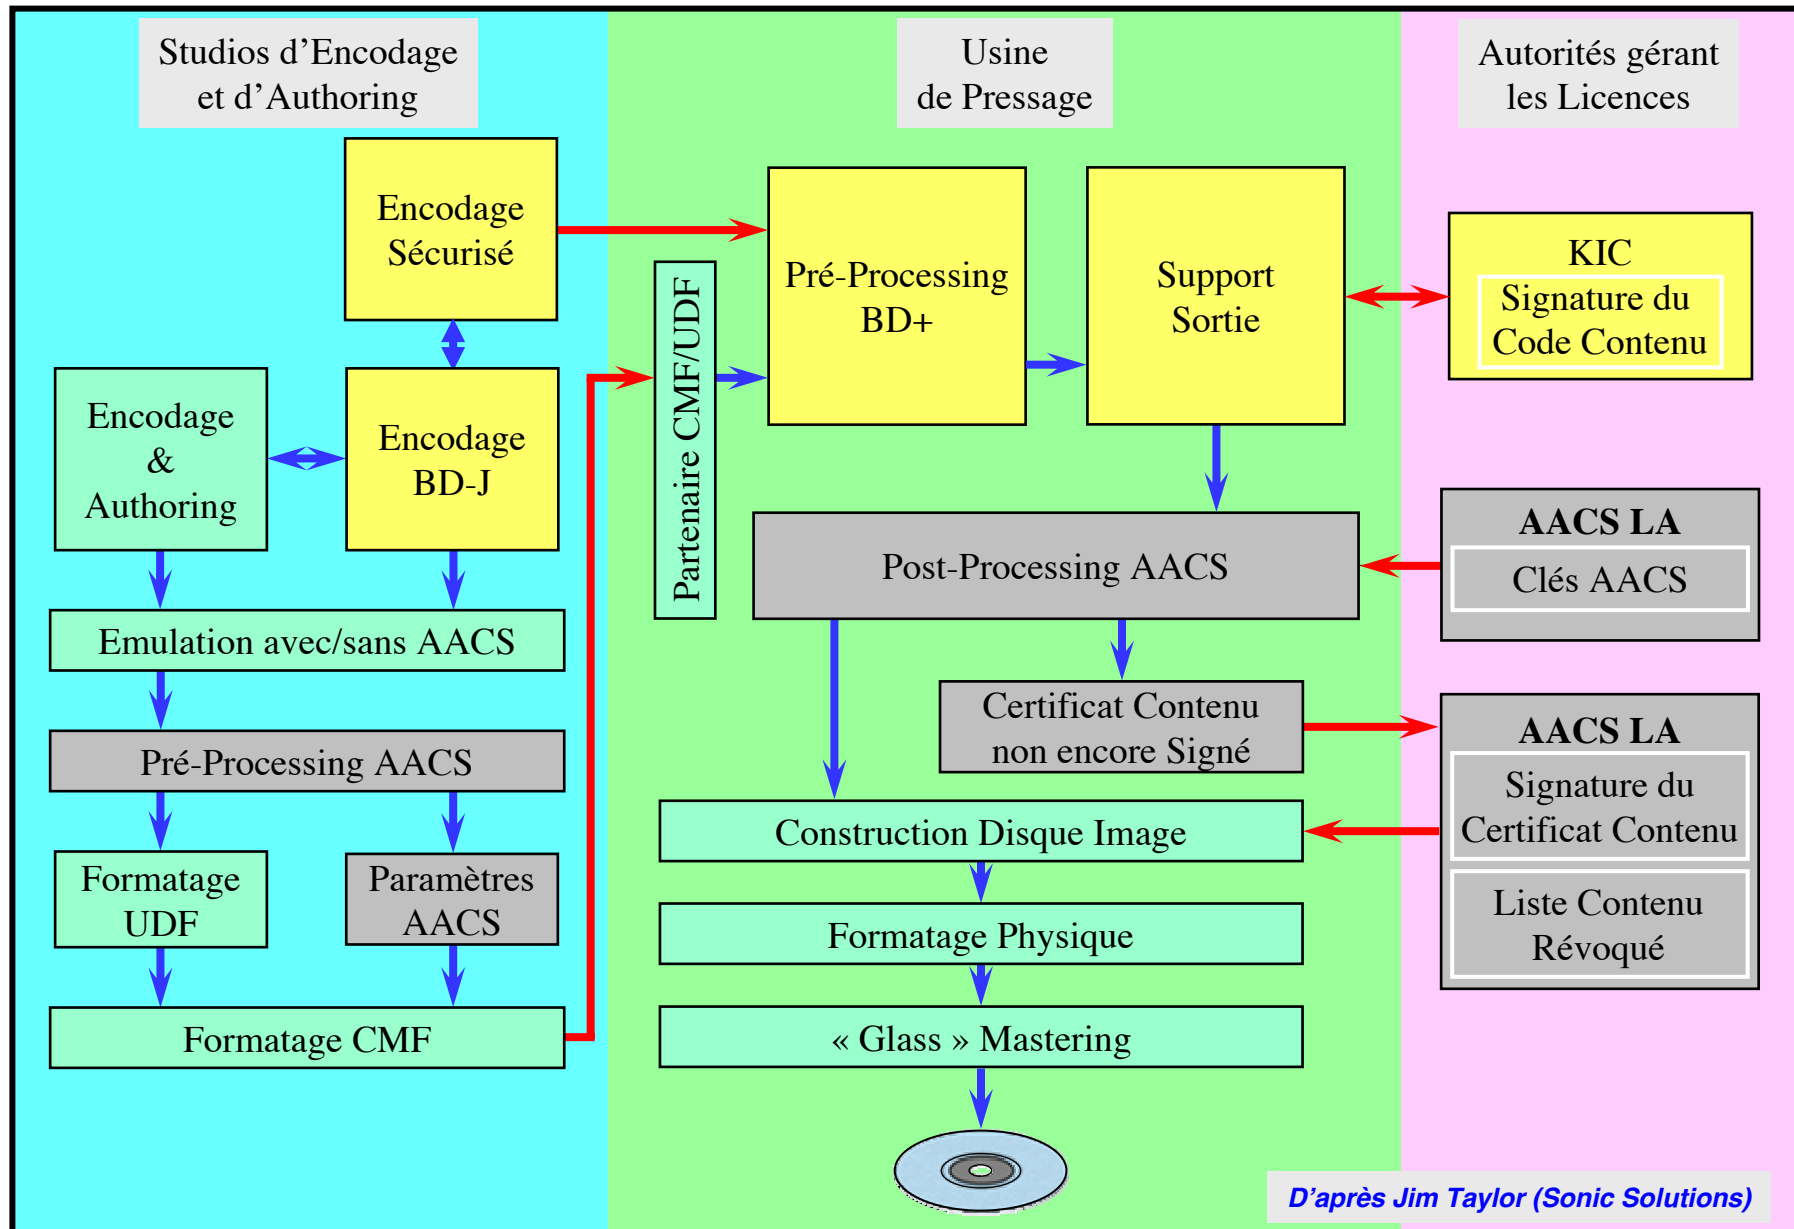 Studios d’Encodage
et d’Authoring
Usine
de Pressage
Autorités gérant
les Licences
Encodage
Sécurisé
Pré-Processing
BD+
Support
Sortie
KIC
Signature du
Code Contenu
Partenaire CMF/UDF
Encodage
&
Authoring
Encodage
BD-J
Post-Processing AACS
AACS LA
Clés AACS
Emulation avec/sans AACS
Certificat Contenu
non encore Signé
AACS LA
Signature du
Certificat Contenu
Liste Contenu
Révoqué
Pré-Processing AACS
Construction Disque Image
Formatage
UDF
Paramètres
AACS
Formatage Physique
Formatage CMF
« Glass » Mastering
D’après Jim Taylor (Sonic Solutions)